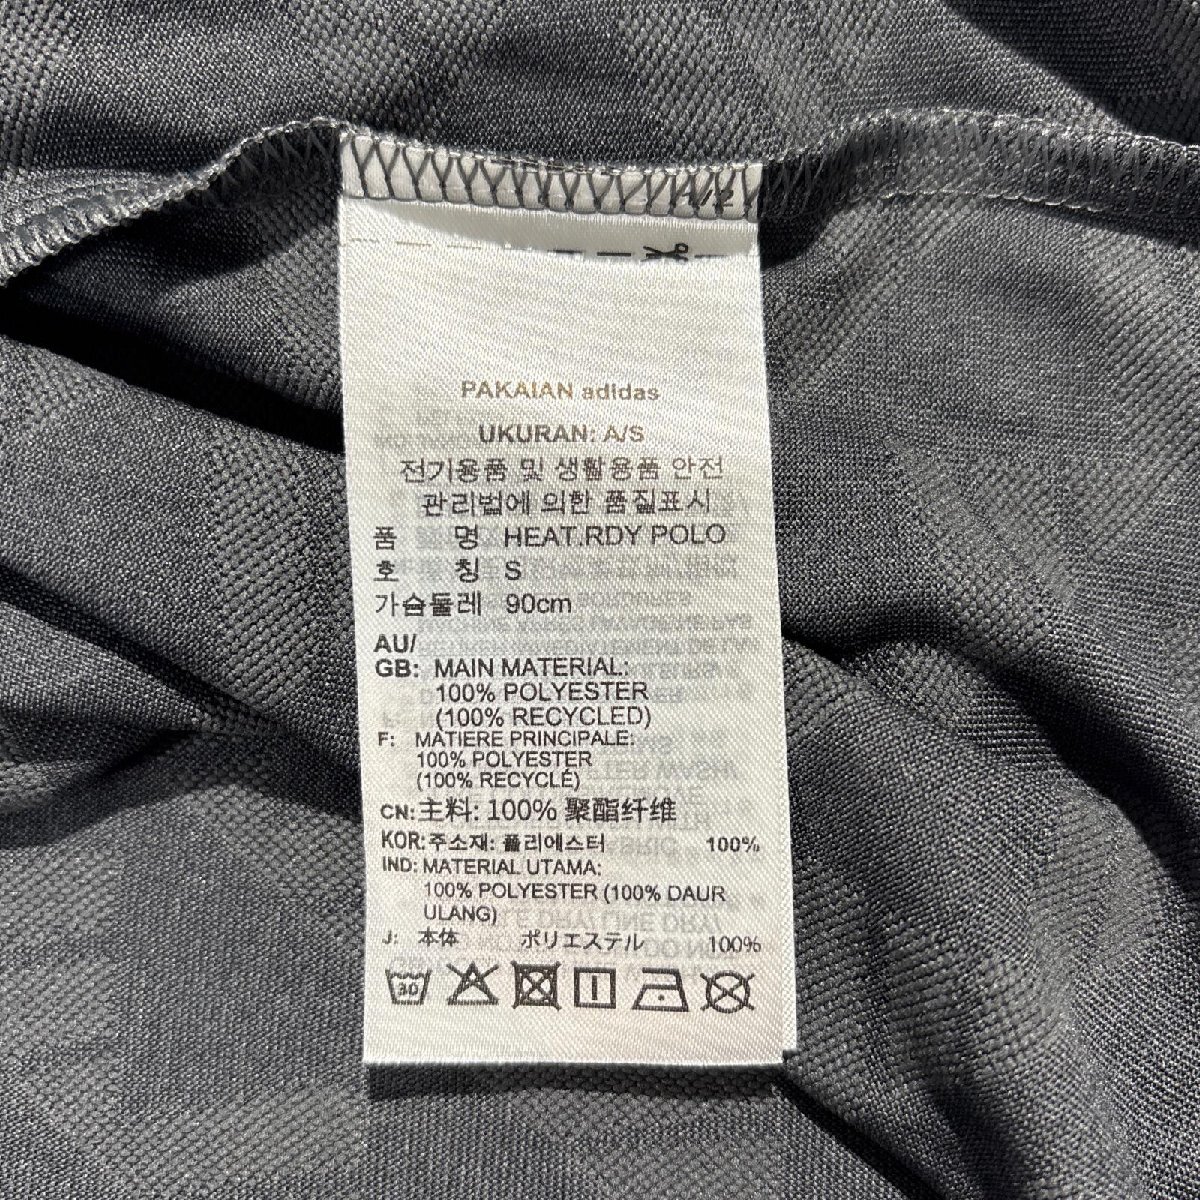 PAKAIAN adidas
UKURAN: A/S
전기용품 및 생활용품 안전
관리법에 의한 품질표시
품 명 HEAT.RDY POLO
호 칭 S
가슴둘레 90cm
AU/
GB: MAIN MATERIAL:
100% POLYESTER
(100% RECYCLED)
F: MATIERE PRINCIPALE:
100% POLYESTER
(100% RECYCLÉ)
CN: 主料: 100% 聚酯纤维
KOR: 주소재: 폴리에스터 100%
IND: MATERIAL UTAMA:
100% POLYESTER (100% DAUR
ULANG)
J: 本体 ポリエステル 100%
30